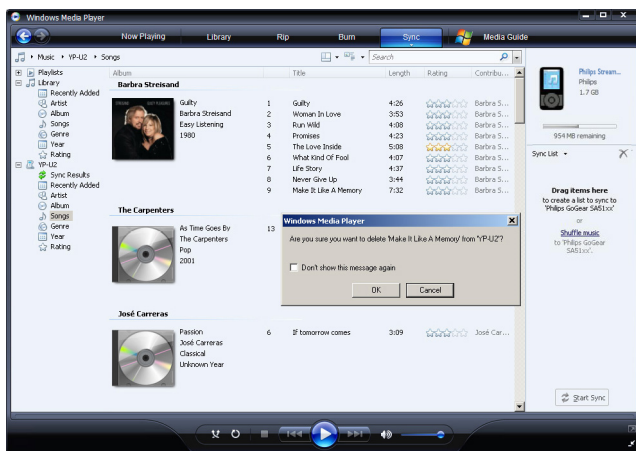 Windows Media Player
Now Playing Library Rip Burn Sync Media Guide
Music YP-U2 Songs Search
Playlists
Library
Recently Added
Artist
Album
Songs
Genre
Year
Rating
YP-U2
Sync Results
Recently Added
Artist
Album
Songs
Genre
Year
Rating
Album Title Length Rating Contribu...
Barbra Streisand
Guilty
Barbra Streisand
Easy Listening
1980
1 Guilty 4:26 Barbra S...
2 Woman In Love 3:53 Barbra S...
3 Run Wild 4:08 Barbra S...
4 Promises 4:23 Barbra S...
5 The Love Inside 5:08 Barbra S...
6 What Kind Of Fool 4:07 Barbra S...
7 Life Story 4:37 Barbra S...
8 Never Give Up 3:44 Barbra S...
9 Make It Like A Memory 7:32 Barbra S...
The Carpenters
As Time Goes By
The Carpenters
Pop
2001
13
Windows Media Player
Are you sure you want to delete 'Make It Like A Memory' from 'YP-U2'?
Don't show this message again
OK Cancel
José Carreras
Passion
José Carreras
Classical
Unknown Year
6 If tomorrow comes 3:09 José Car...
Philips Stream...
Philips
1.7 GB
954 MB remaining
Sync List
Drag items here
to create a list to sync to
'Philips GoGear SA51xx'
or
Shuffle music
to 'Philips GoGear
SA51xx'.
Start Sync